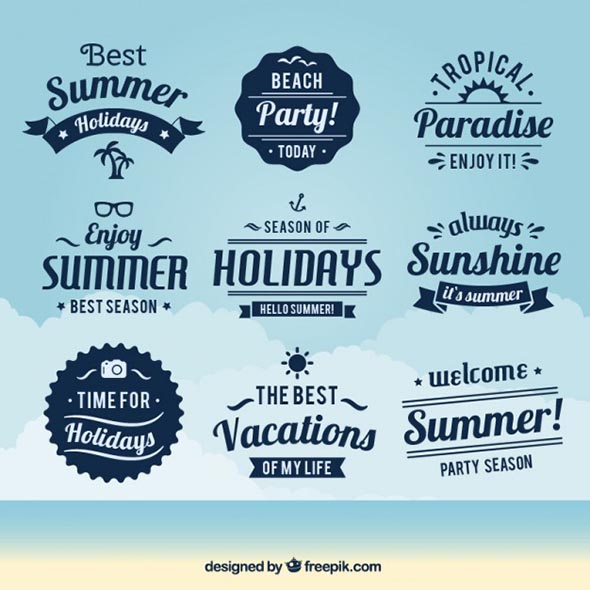 Best
Summer
Holidays
BEACH
Party!
TODAY
TROPICAL
Paradise
ENJOY IT!
Enjoy
SUMMER
BEST SEASON
SEASON OF
HOLIDAYS
HELLO SUMMER!
always
Sunshine
it's summer
TIME FOR
Holidays
THE BEST
Vacations
OF MY LIFE
welcome
Summer!
PARTY SEASON
designed by freepik.com